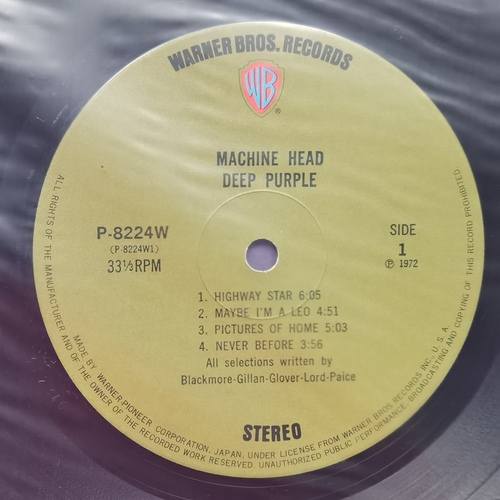 WARNER BROS. RECORDS
WB
®
MACHINE HEAD
DEEP PURPLE
P-8224W
(P-8224W1)
33⅓RPM
SIDE
1
Ⓟ 1972
1. HIGHWAY STAR 6:05
2. MAYBE I'M A LEO 4:51
3. PICTURES OF HOME 5:03
4. NEVER BEFORE 3:56
All selections written by
Blackmore-Gillan-Glover-Lord-Paice
STEREO
MADE BY WARNER-PIONEER CORPORATION, JAPAN, UNDER LICENSE FROM WARNER BROS. RECORDS INC., U.S.A.
ALL RIGHTS OF THE MANUFACTURER AND OF THE OWNER OF THE RECORDED WORK RESERVED. UNAUTHORIZED PUBLIC PERFORMANCE, BROADCASTING AND COPYING OF THIS RECORD PROHIBITED